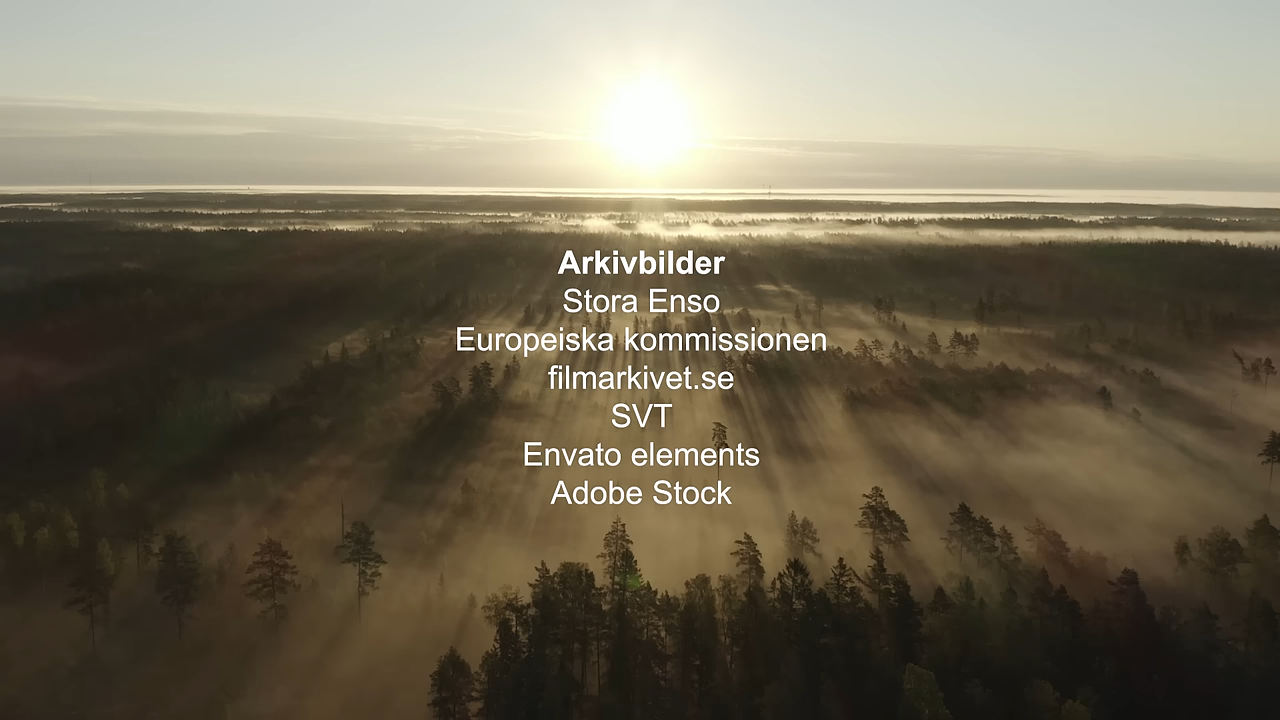 Arkivbilder
Stora Enso
Europeiska kommissionen
filmarkivet.se
SVT
Envato elements
Adobe Stock